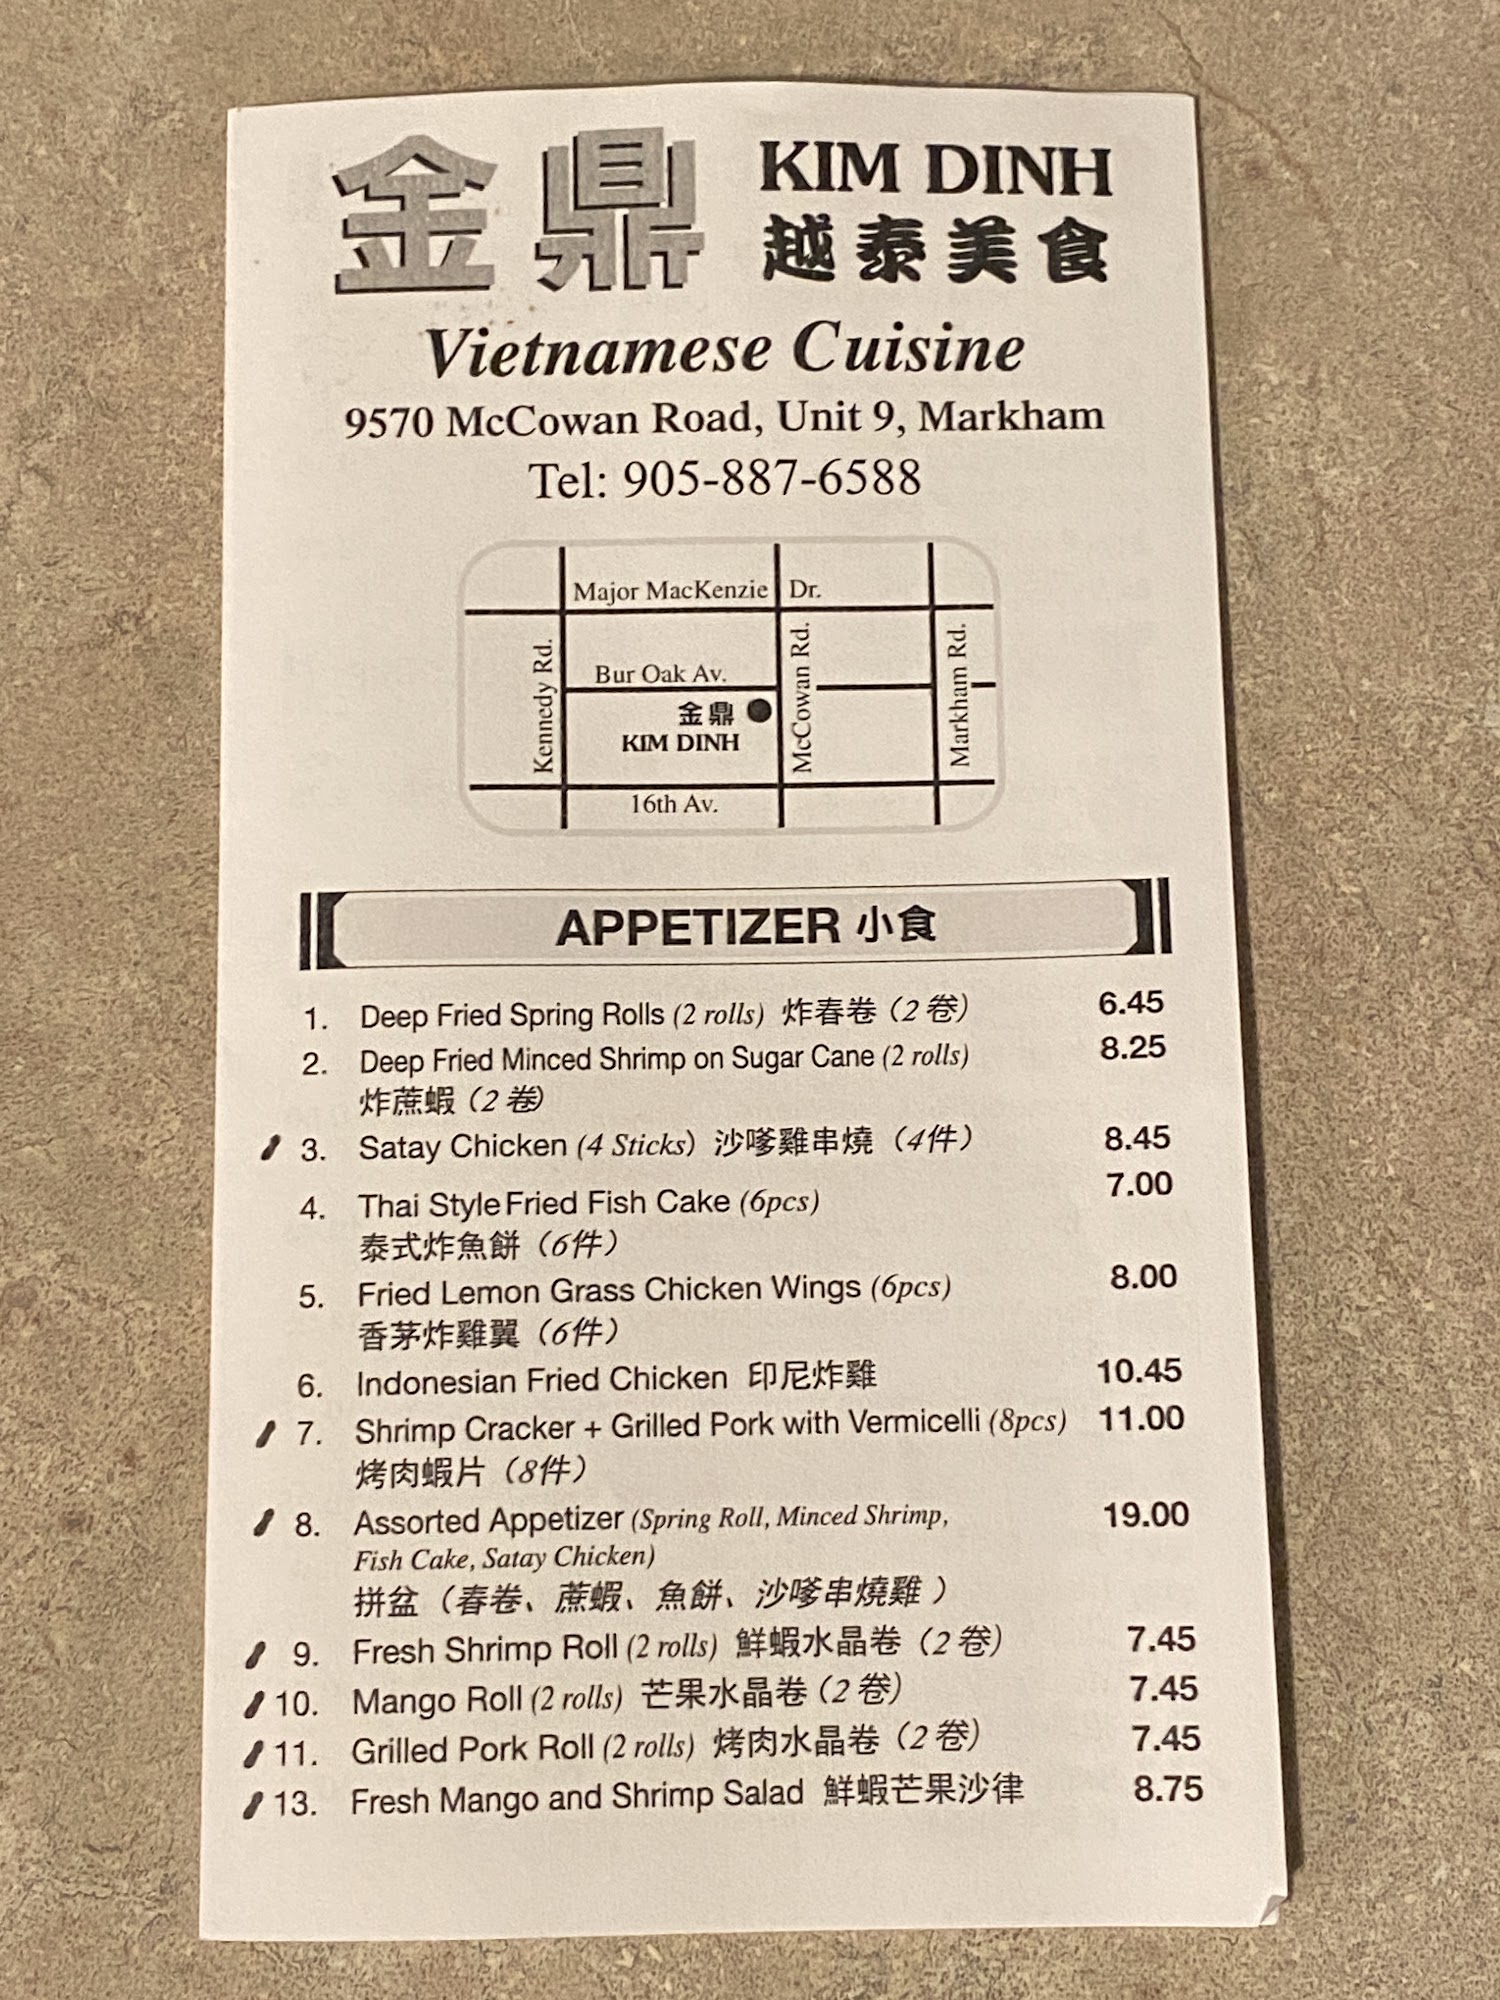 金鼎 KIM DINH
越泰美食
Vietnamese Cuisine
9570 McCowan Road, Unit 9, Markham
Tel: 905-887-6588
Major MacKenzie Dr.
Kennedy Rd.
Bur Oak Av.
McCowan Rd.
Markham Rd.
金鼎
KIM DINH
16th Av.
APPETIZER 小食
1. Deep Fried Spring Rolls (2 rolls) 炸春卷（2 卷） 6.45
2. Deep Fried Minced Shrimp on Sugar Cane (2 rolls) 8.25
炸蔗蝦（2 卷）
3. Satay Chicken (4 Sticks) 沙嗲雞串燒（4件） 8.45
4. Thai Style Fried Fish Cake (6pcs) 7.00
泰式炸魚餅（6件）
5. Fried Lemon Grass Chicken Wings (6pcs) 8.00
香茅炸雞翼（6件）
6. Indonesian Fried Chicken 印尼炸雞 10.45
7. Shrimp Cracker + Grilled Pork with Vermicelli (8pcs) 11.00
烤肉蝦片（8件）
8. Assorted Appetizer (Spring Roll, Minced Shrimp, 19.00
Fish Cake, Satay Chicken)
拼盆（春卷、蔗蝦、魚餅、沙嗲串燒雞）
9. Fresh Shrimp Roll (2 rolls) 鮮蝦水晶卷（2 卷） 7.45
10. Mango Roll (2 rolls) 芒果水晶卷（2 卷） 7.45
11. Grilled Pork Roll (2 rolls) 烤肉水晶卷（2 卷） 7.45
13. Fresh Mango and Shrimp Salad 鮮蝦芒果沙律 8.75